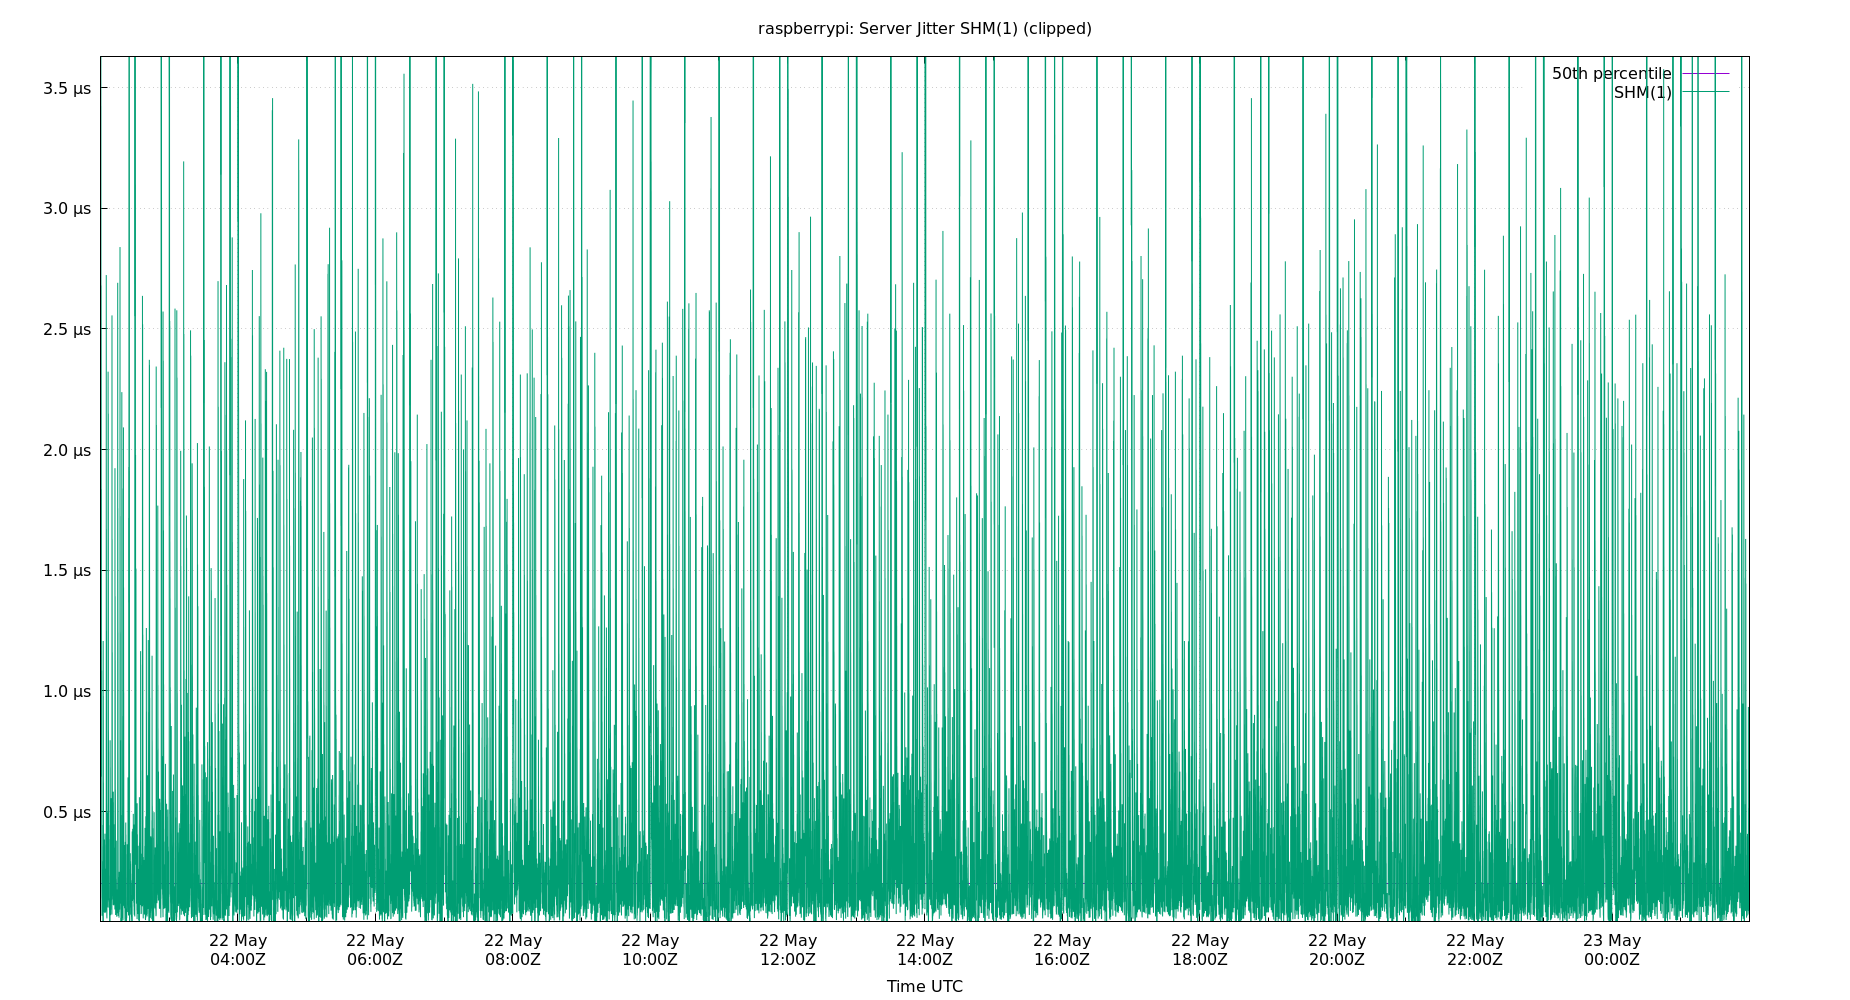 raspberrypi: Server Jitter SHM(1) (clipped)
50th percentile
SHM(1)
3.5 µs
3.0 µs
2.5 µs
2.0 µs
1.5 µs
1.0 µs
0.5 µs
22 May 22 May 22 May 22 May 22 May 22 May 22 May 22 May 22 May 22 May 23 May
04:00Z 06:00Z 08:00Z 10:00Z 12:00Z 14:00Z 16:00Z 18:00Z 20:00Z 22:00Z 00:00Z
Time UTC